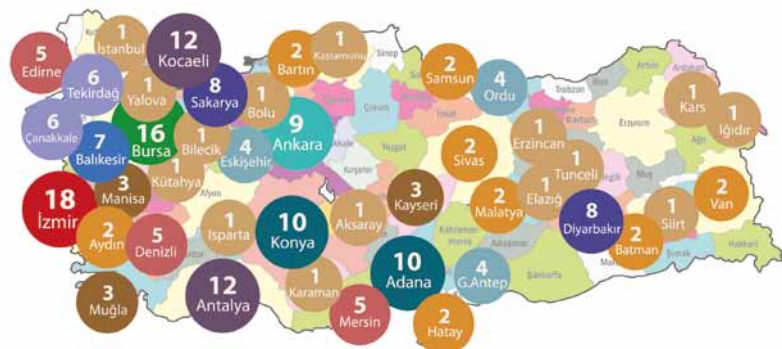 5
Edirne
1
İstanbul
12
Kocaeli
2
Bartın
1
Kastamonu
Sinop
6
Tekirdağ
1
Yalova
8
Sakarya
1
Bolu
2
Samsun
4
Ordu
Trabzon
Artvin
Ardahan
1
Kars
1
Iğıdır
6
Çanakkale
7
Balıkesir
16
Bursa
1
Bilecik
4
Eskişehir
9
Ankara
Çorum
Tokat
Yozgat
Kırşehir
2
Sivas
1
Erzincan
1
Tunceli
Erzurum
Ağrı
18
İzmir
3
Manisa
1
Kütahya
Afyon
2
Aydın
5
Denizli
1
Isparta
10
Konya
1
Aksaray
3
Kayseri
2
Malatya
1
Elazığ
Muş
8
Diyarbakır
1
Siirt
2
Batman
2
Van
Hakkari
3
Muğla
12
Antalya
1
Karaman
5
Mersin
10
Adana
Kahraman
Maraş
Adıyaman
4
G.Antep
Şanlıurfa
2
Hatay